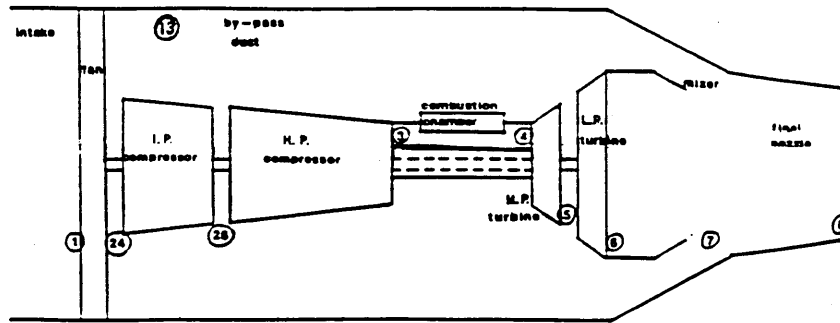 intake
fan
13
by-pass
duct
I.P.
compressor
H.P.
compressor
combustion
chamber
3
4
H.P.
turbine
L.P.
turbine
mixer
final
nozzle
1
24
26
5
6
7